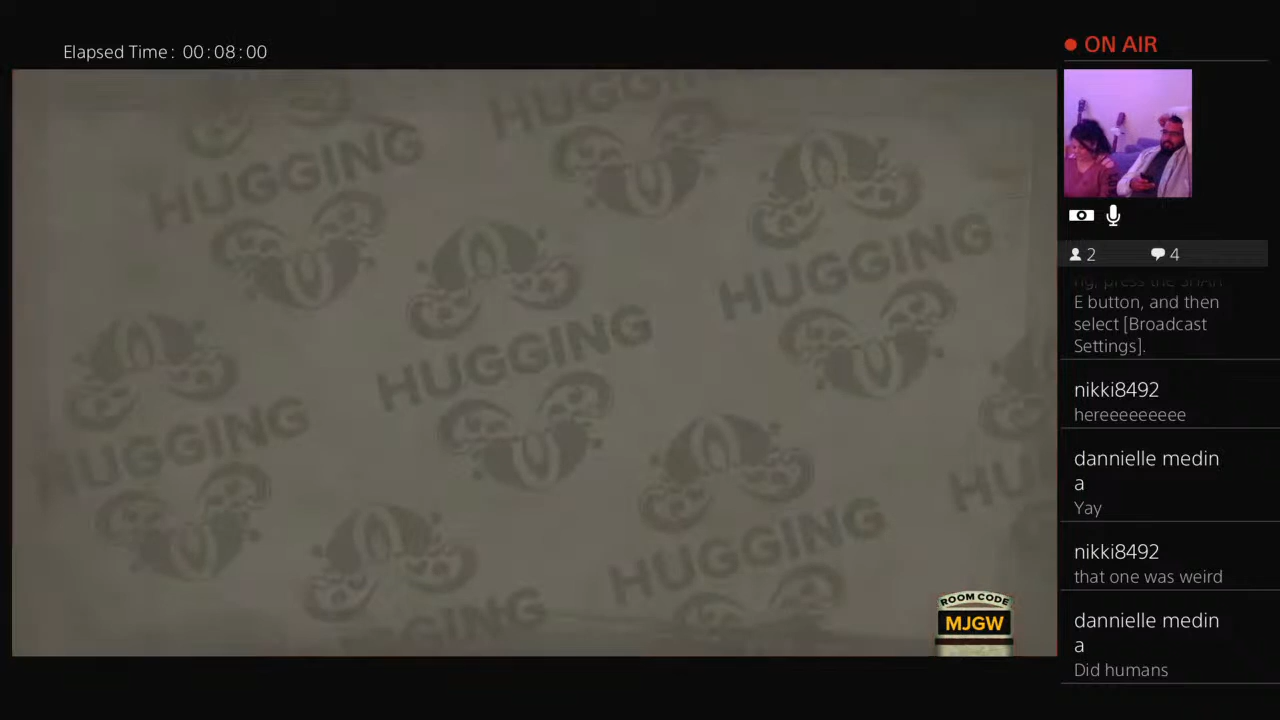 Elapsed Time: 00:08:00
ON AIR
HUGGING
HUGGING
HUGGING
HUGGING
HUGGING
HUGGING
2
4
E button, and then
select [Broadcast
Settings].
nikki8492
hereeeeeeeee
dannielle medin
a
Yay
nikki8492
that one was weird
dannielle medin
a
Did humans
ROOM CODE
MJGW